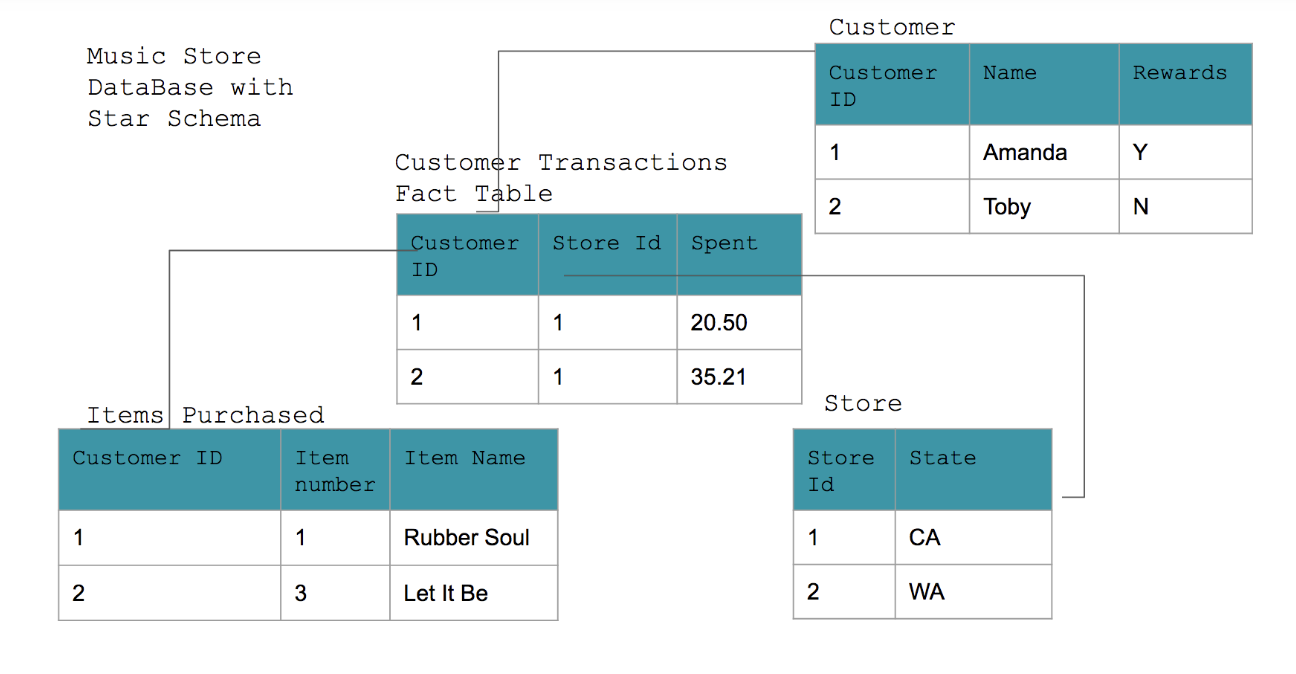 Music Store
DataBase with
Star Schema
Customer
Customer ID Name Rewards
1 Amanda Y
2 Toby N
Customer Transactions
Fact Table
Customer ID Store Id Spent
1 1 20.50
2 1 35.21
Items Purchased
Customer ID Item number Item Name
1 1 Rubber Soul
2 3 Let It Be
Store
Store Id State
1 CA
2 WA